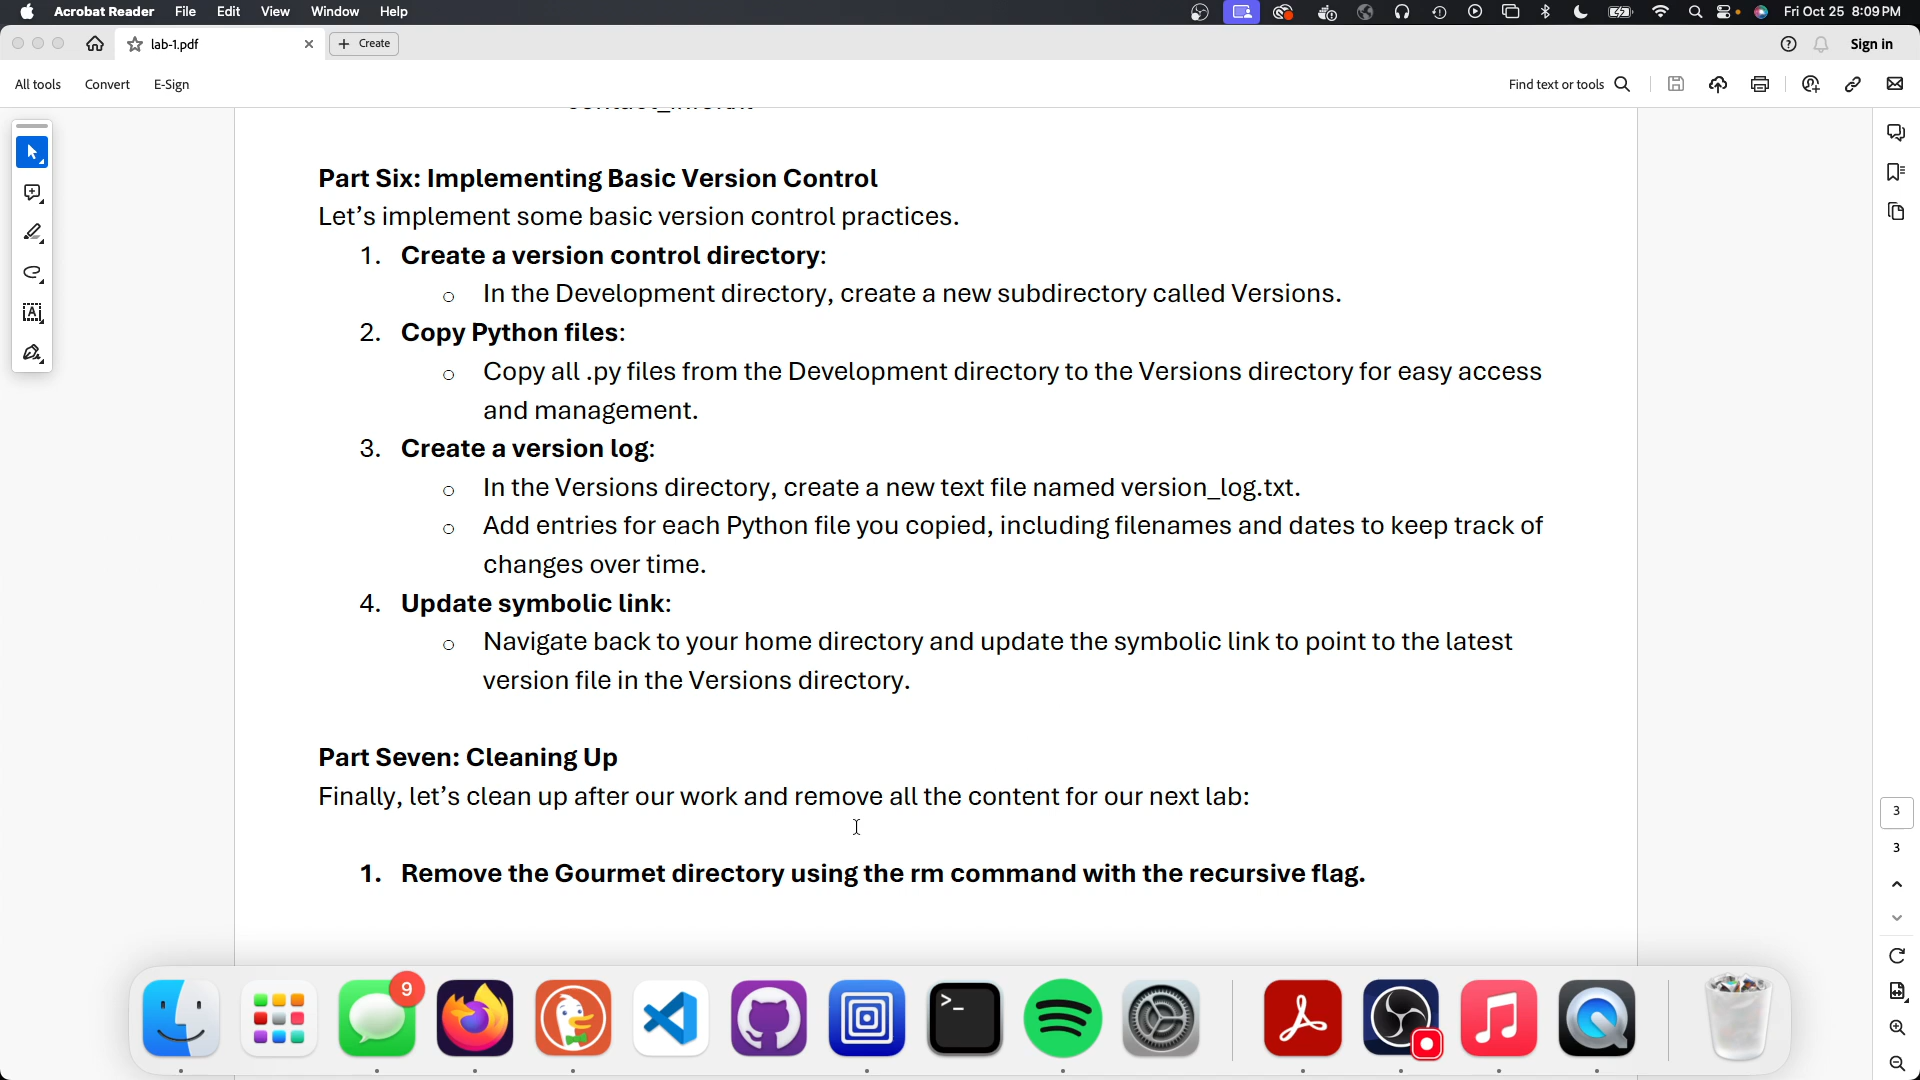 Acrobat Reader File Edit View Window Help Fri Oct 25 8:09 PM
lab-1.pdf Create Sign in
All tools Convert E-Sign Find text or tools
Part Six: Implementing Basic Version Control
Let’s implement some basic version control practices.
1. Create a version control directory:
o In the Development directory, create a new subdirectory called Versions.
2. Copy Python files:
o Copy all .py files from the Development directory to the Versions directory for easy access
and management.
3. Create a version log:
o In the Versions directory, create a new text file named version_log.txt.
o Add entries for each Python file you copied, including filenames and dates to keep track of
changes over time.
4. Update symbolic link:
o Navigate back to your home directory and update the symbolic link to point to the latest
version file in the Versions directory.
Part Seven: Cleaning Up
Finally, let’s clean up after our work and remove all the content for our next lab:
1. Remove the Gourmet directory using the rm command with the recursive flag.
3
3
9
>_